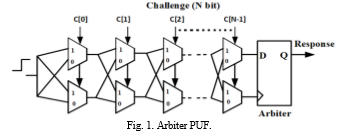 Challenge (N bit)
C[0] C[1] C[2] C[N-1]
Response
1 1 1 1
0 0 0 0
D Q
1 1 1 1
0 0 0 0
Arbiter
Fig. 1. Arbiter PUF.